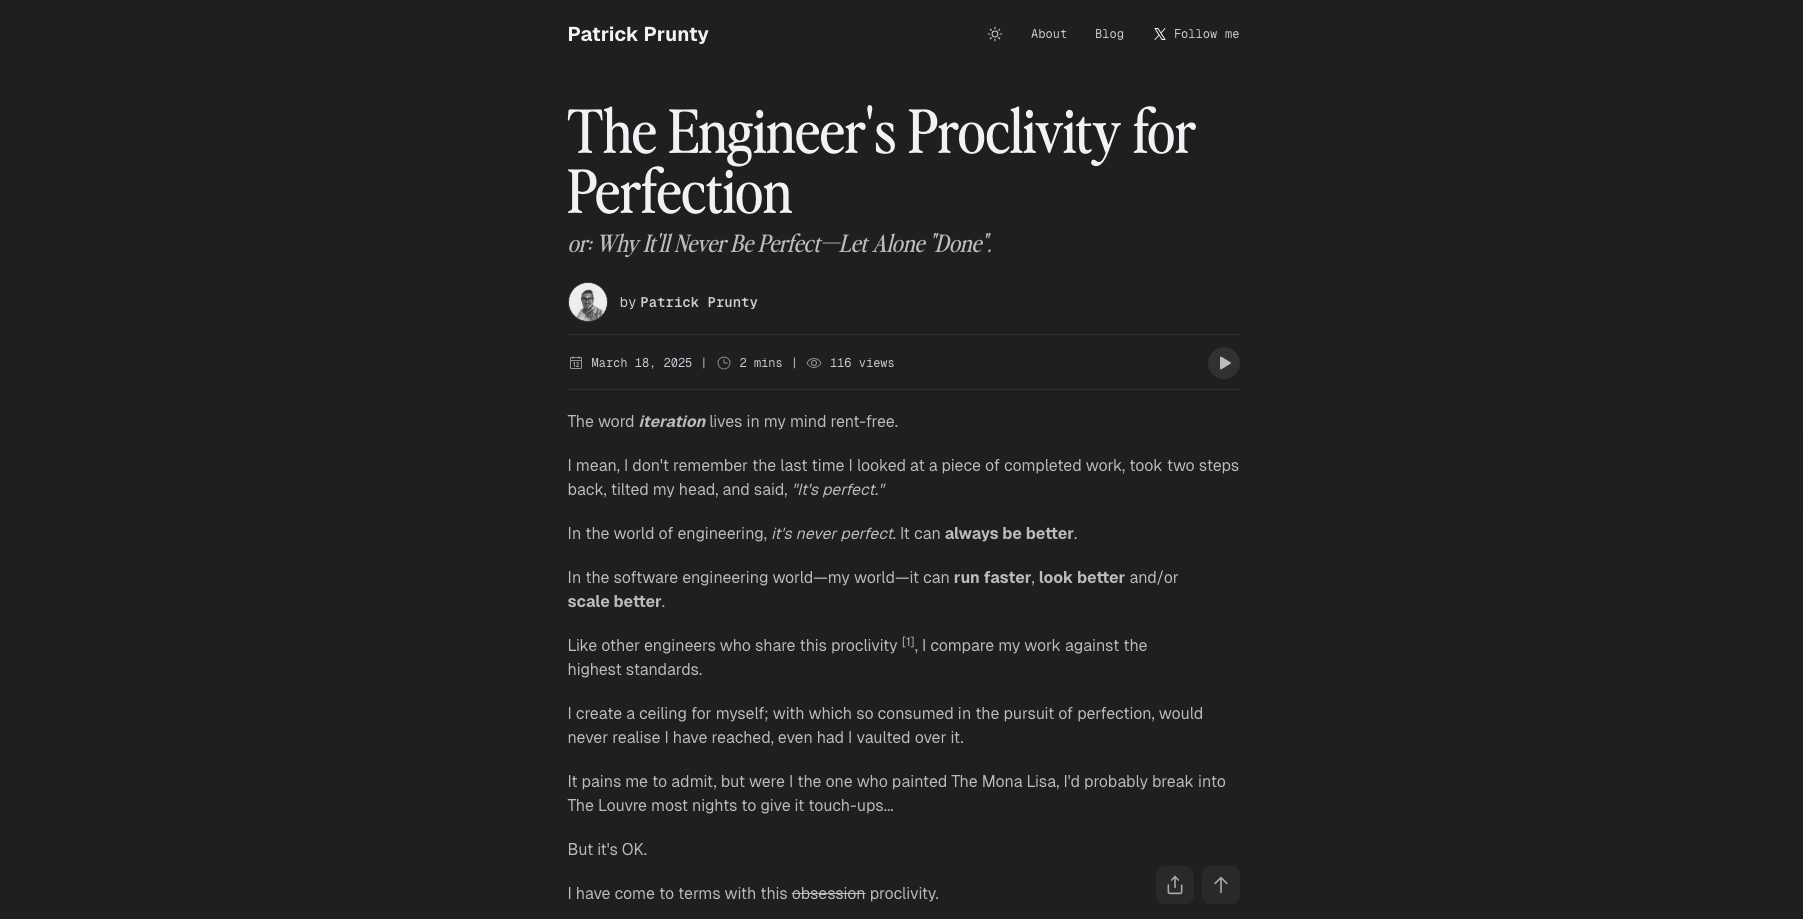 Patrick Prunty
About
Blog
Follow me
The Engineer's Proclivity for
Perfection
or: Why It'll Never Be Perfect—Let Alone "Done".
by Patrick Prunty
March 18, 2025 | 2 mins | 116 views
The word iteration lives in my mind rent-free.
I mean, I don't remember the last time I looked at a piece of completed work, took two steps
back, tilted my head, and said, "It's perfect."
In the world of engineering, it's never perfect. It can always be better.
In the software engineering world—my world—it can run faster, look better and/or
scale better.
Like other engineers who share this proclivity [1], I compare my work against the
highest standards.
I create a ceiling for myself; with which so consumed in the pursuit of perfection, would
never realise I have reached, even had I vaulted over it.
It pains me to admit, but were I the one who painted The Mona Lisa, I'd probably break into
The Louvre most nights to give it touch-ups...
But it's OK.
I have come to terms with this obsession proclivity.